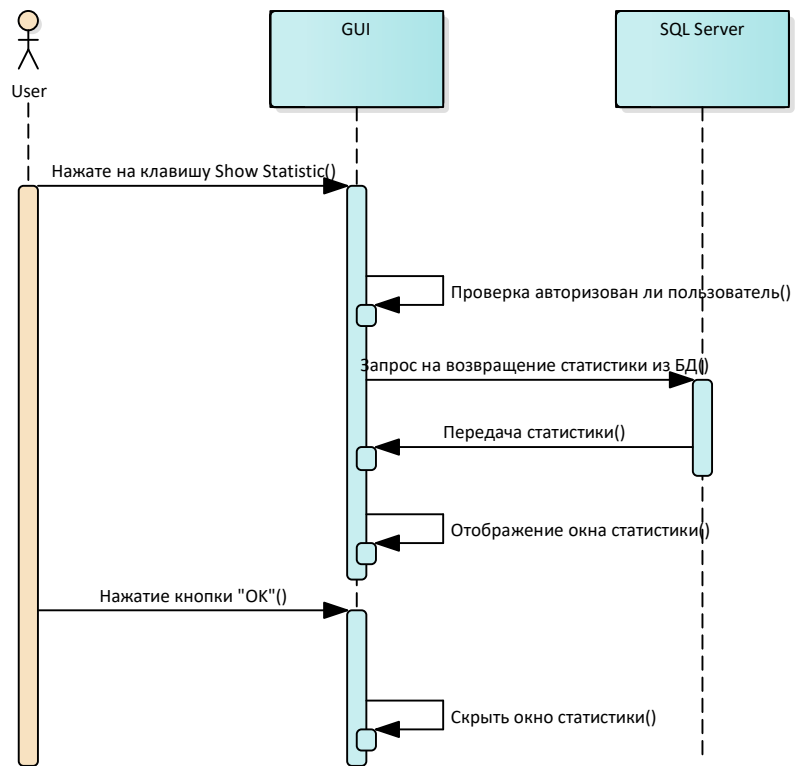 GUI
SQL Server
User
Нажате на клавишу Show Statistic()
Проверка авторизован ли пользователь()
Запрос на возвращение статистики из БД()
Передача статистики()
Отображение окна статистики()
Нажатие кнопки "OK"()
Скрыть окно статистики()